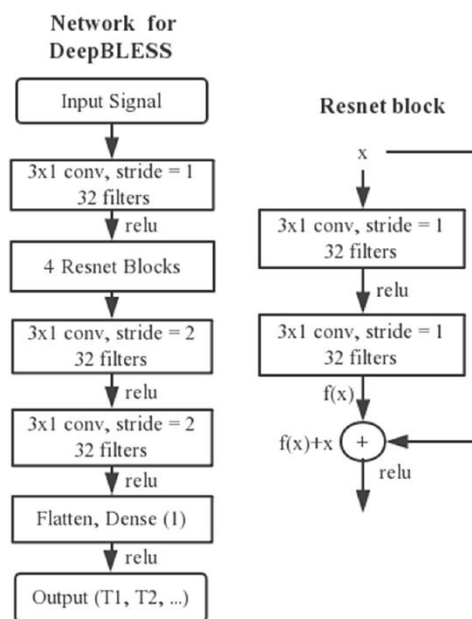 Network for
DeepBLESS
Input Signal
3x1 conv, stride = 1
32 filters
relu
4 Resnet Blocks
3x1 conv, stride = 2
32 filters
relu
3x1 conv, stride = 2
32 filters
relu
Flatten, Dense (1)
relu
Output (T1, T2, ...)
Resnet block
x
3x1 conv, stride = 1
32 filters
relu
3x1 conv, stride = 1
32 filters
f(x)
f(x)+x
+
relu